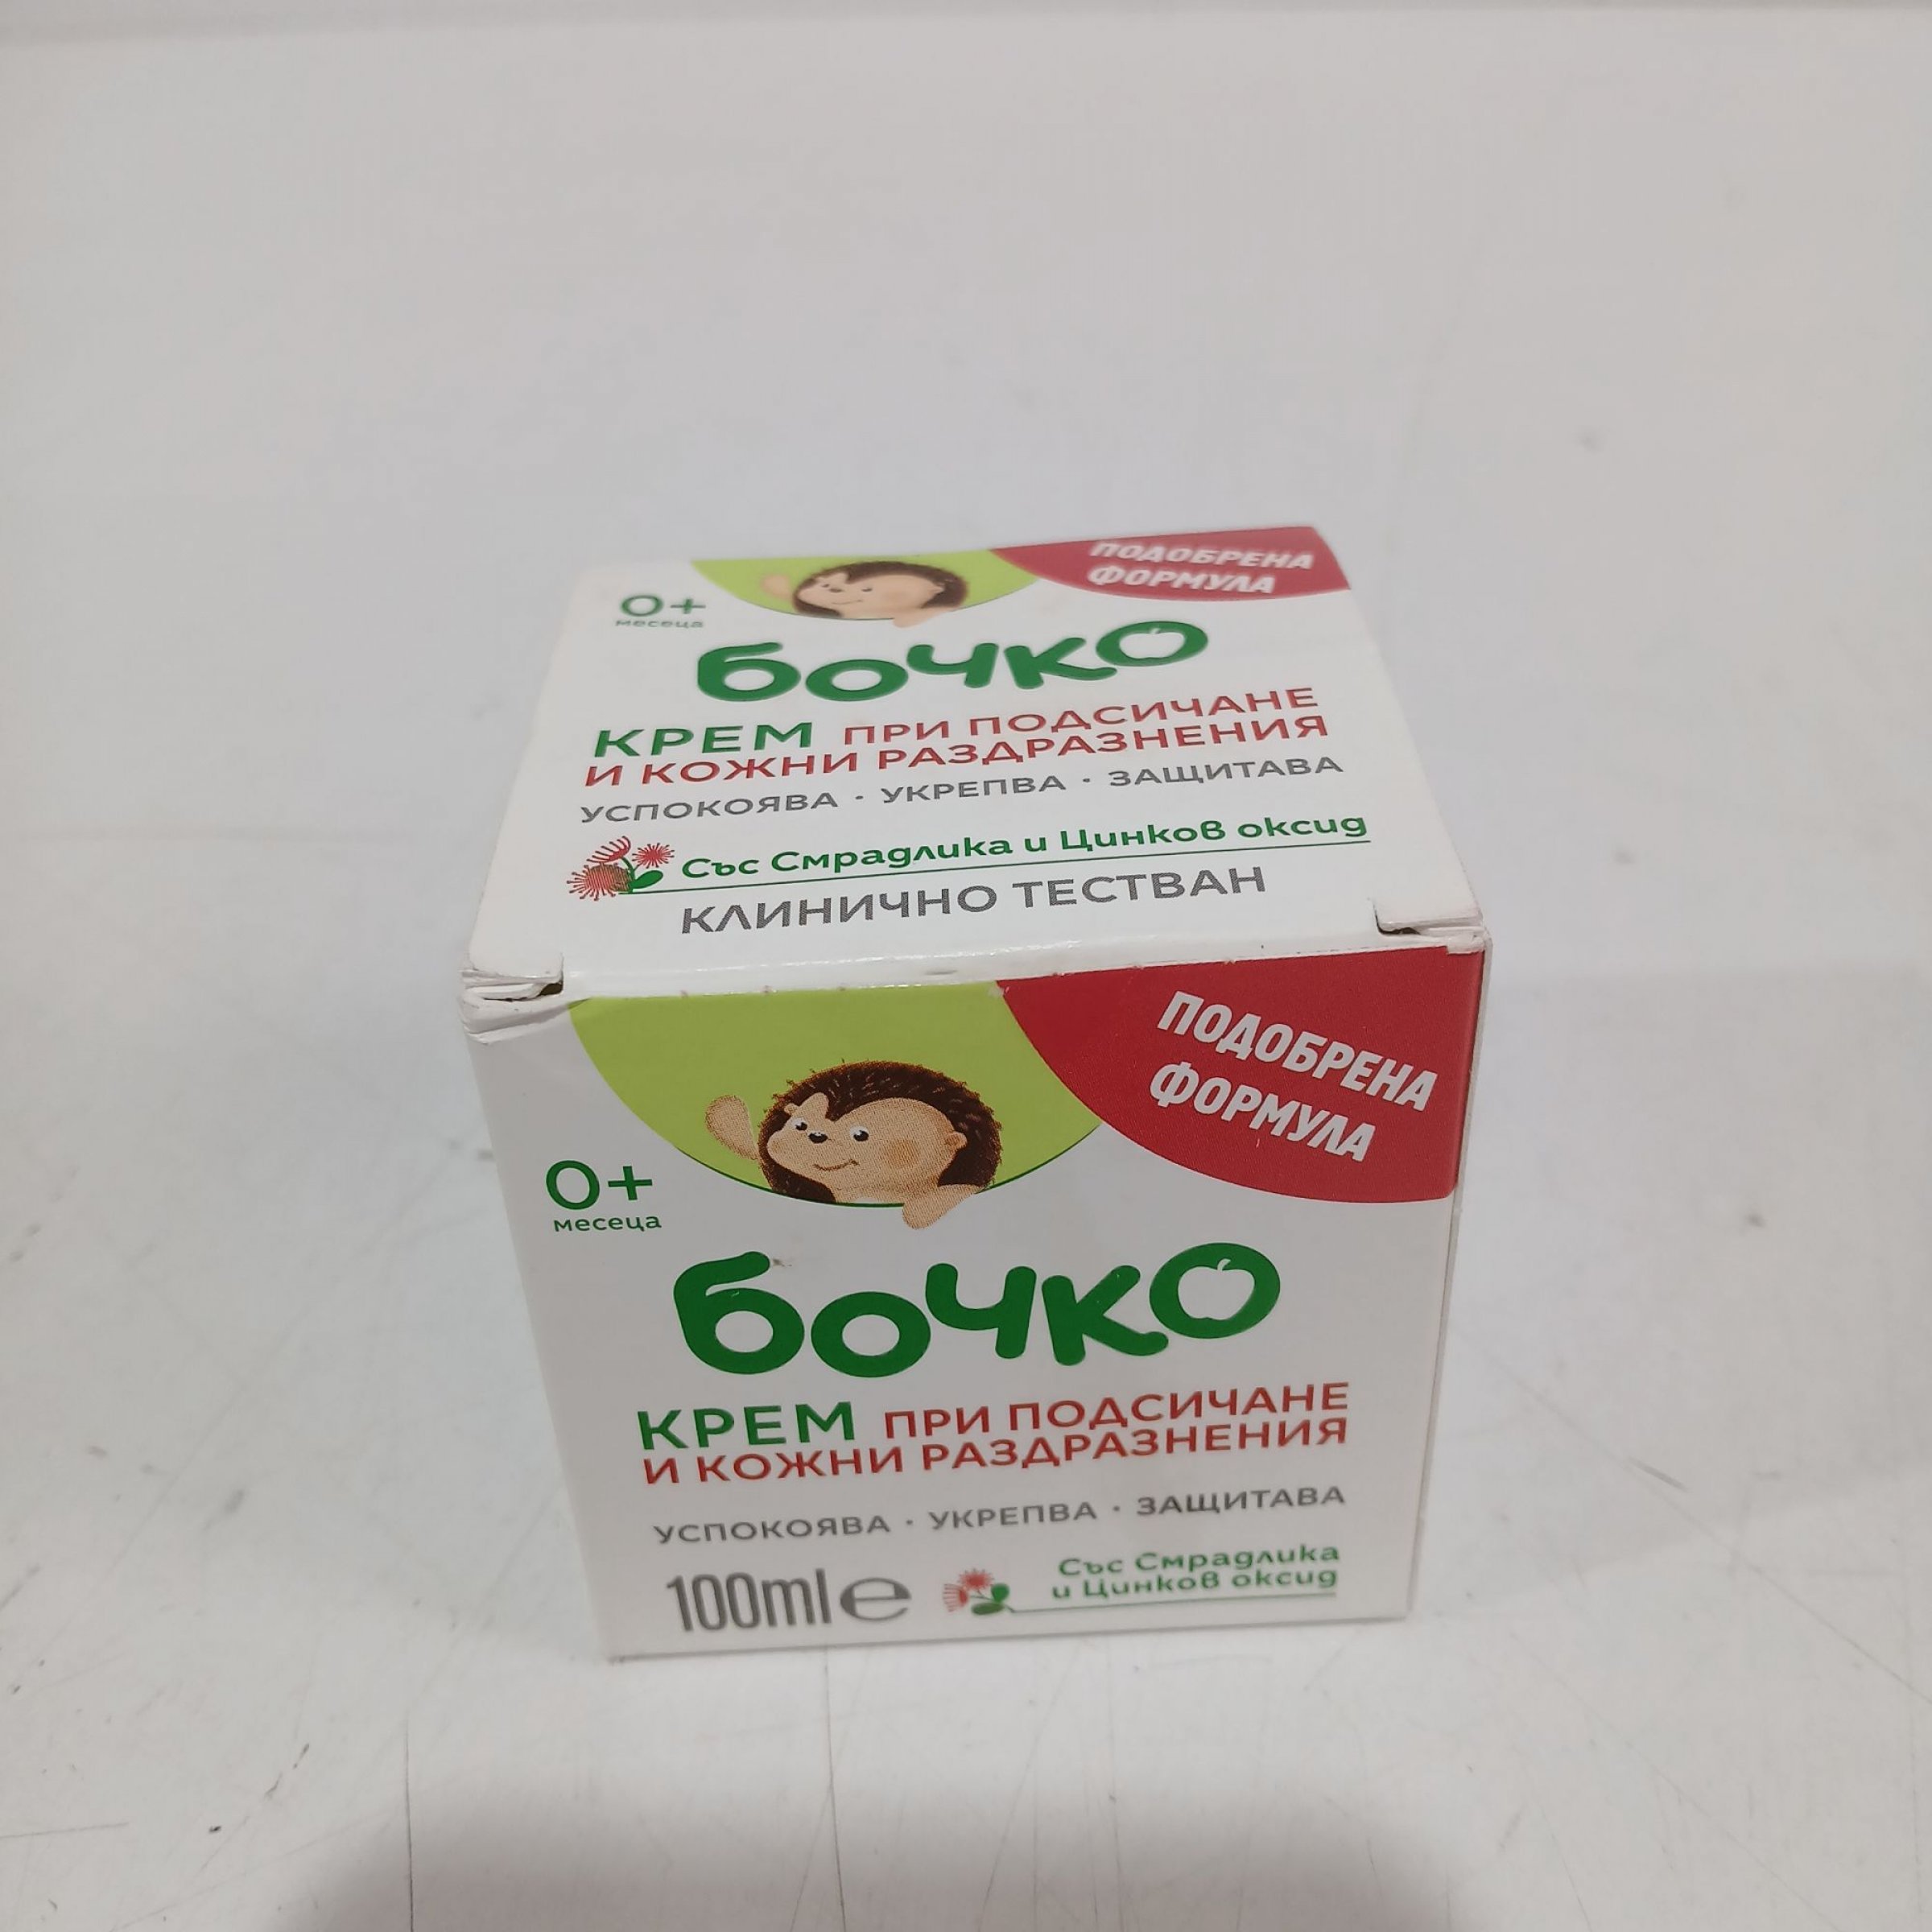 ПОДОБРЕНА
ФОРМУЛА
0+
месеца
бочко
КРЕМ ПРИ ПОДСИЧАНЕ
И КОЖНИ РАЗДРАЗНЕНИЯ
УСПОКОЯВА · УКРЕПВА · ЗАЩИТАВА
Със Смрадлика и Цинков оксид
КЛИНИЧНО ТЕСТВАН
ПОДОБРЕНА
ФОРМУЛА
0+
месеца
бочко
КРЕМ ПРИ ПОДСИЧАНЕ
И КОЖНИ РАЗДРАЗНЕНИЯ
УСПОКОЯВА · УКРЕПВА · ЗАЩИТАВА
100ml e
Със Смрадлика
и Цинков оксид